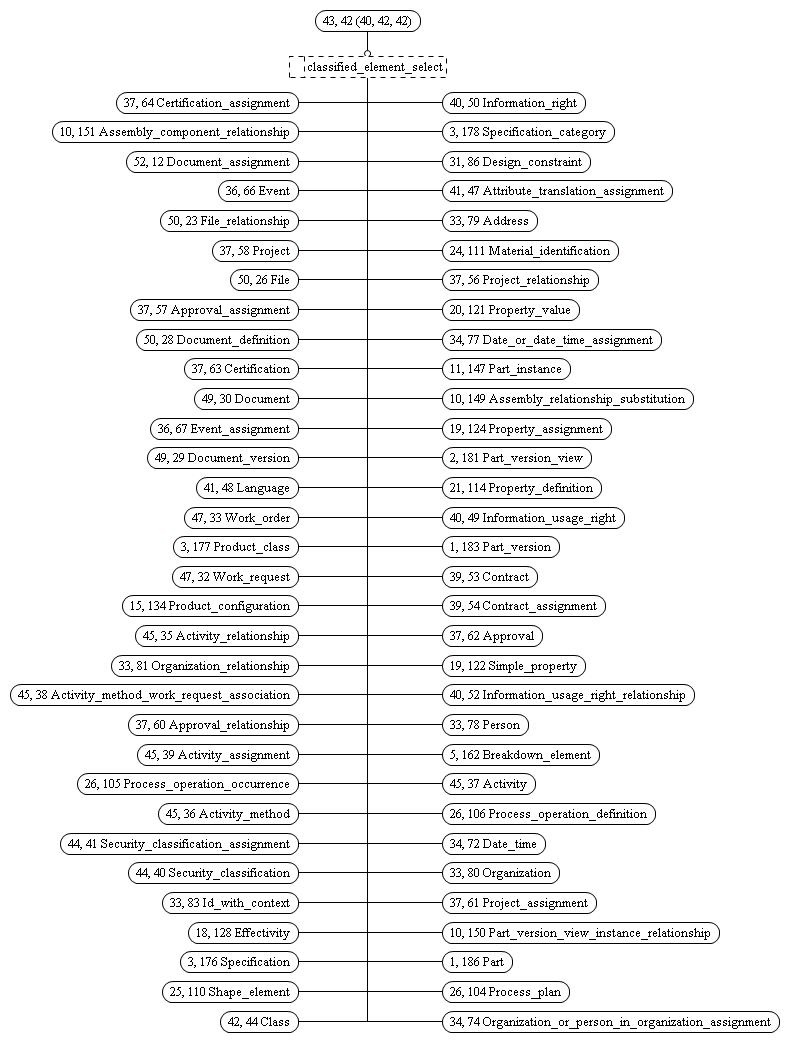 43, 42 (40, 42, 42)
classified_element_select
37, 64 Certification_assignment
40, 50 Information_right
10, 151 Assembly_component_relationship
3, 178 Specification_category
52, 12 Document_assignment
31, 86 Design_constraint
36, 66 Event
41, 47 Attribute_translation_assignment
50, 23 File_relationship
33, 79 Address
37, 58 Project
24, 111 Material_identification
50, 26 File
37, 56 Project_relationship
37, 57 Approval_assignment
20, 121 Property_value
50, 28 Document_definition
34, 77 Date_or_date_time_assignment
37, 63 Certification
11, 147 Part_instance
49, 30 Document
10, 149 Assembly_relationship_substitution
36, 67 Event_assignment
19, 124 Property_assignment
49, 29 Document_version
2, 181 Part_version_view
41, 48 Language
21, 114 Property_definition
47, 33 Work_order
40, 49 Information_usage_right
3, 177 Product_class
1, 183 Part_version
47, 32 Work_request
39, 53 Contract
15, 134 Product_configuration
39, 54 Contract_assignment
45, 35 Activity_relationship
37, 62 Approval
33, 81 Organization_relationship
19, 122 Simple_property
45, 38 Activity_method_work_request_association
40, 52 Information_usage_right_relationship
37, 60 Approval_relationship
33, 78 Person
45, 39 Activity_assignment
5, 162 Breakdown_element
26, 105 Process_operation_occurrence
45, 37 Activity
45, 36 Activity_method
26, 106 Process_operation_definition
44, 41 Security_classification_assignment
34, 72 Date_time
44, 40 Security_classification
33, 80 Organization
33, 83 Id_with_context
37, 61 Project_assignment
18, 128 Effectivity
10, 150 Part_version_view_instance_relationship
3, 176 Specification
1, 186 Part
25, 110 Shape_element
26, 104 Process_plan
42, 44 Class
34, 74 Organization_or_person_in_organization_assignment